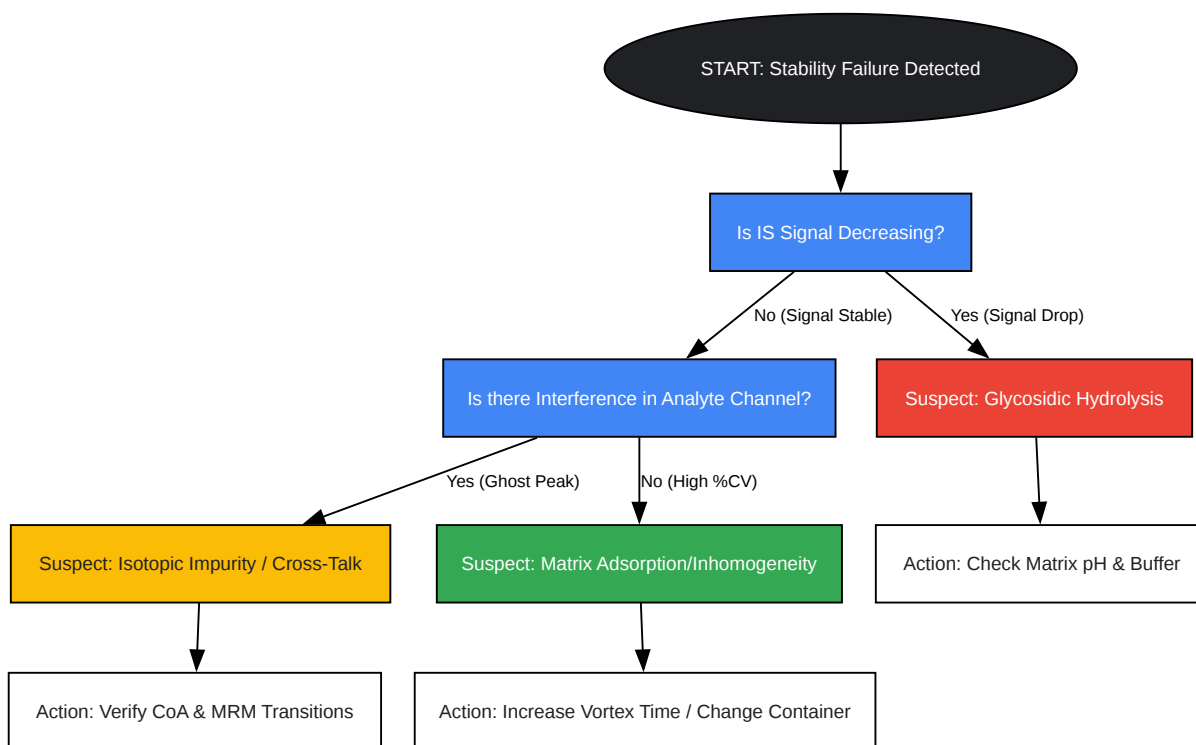 START: Stability Failure Detected
Is IS Signal Decreasing?
No (Signal Stable)
Yes (Signal Drop)
Is there Interference in Analyte Channel?
Suspect: Glycosidic Hydrolysis
Yes (Ghost Peak)
No (High %CV)
Suspect: Isotopic Impurity / Cross-Talk
Suspect: Matrix Adsorption/Inhomogeneity
Action: Check Matrix pH & Buffer
Action: Verify CoA & MRM Transitions
Action: Increase Vortex Time / Change Container